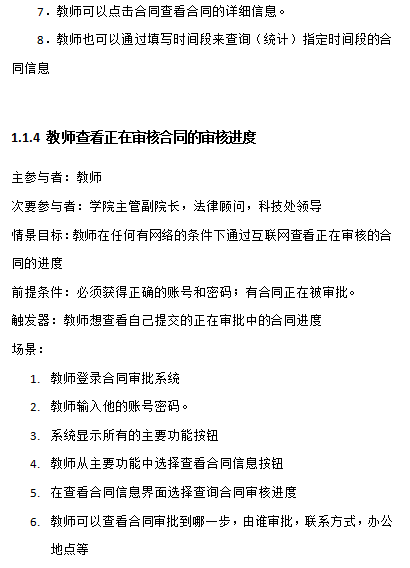 7．教师可以点击合同查看合同的详细信息。
8．教师也可以通过填写时间段来查询（统计）指定时间段的合
同信息
1.1.4 教师查看正在审核合同的审核进度
主参与者：教师
次要参与者：学院主管副院长，法律顾问，科技处领导
情景目标：教师在任何有网络的条件下通过互联网查看正在审核的合
同的进度
前提条件：必须获得正确的账号和密码；有合同正在被审批。
触发器：教师想查看自己提交的正在审批中的合同进度
场景：
1. 教师登录合同审批系统
2. 教师输入他的账号密码。
3. 系统显示所有的主要功能按钮
4. 教师从主要功能中选择查看合同信息按钮
5. 在查看合同信息界面选择查询合同审核进度
6. 教师可以查看合同审批到哪一步，由谁审批，联系方式，办公
地点等